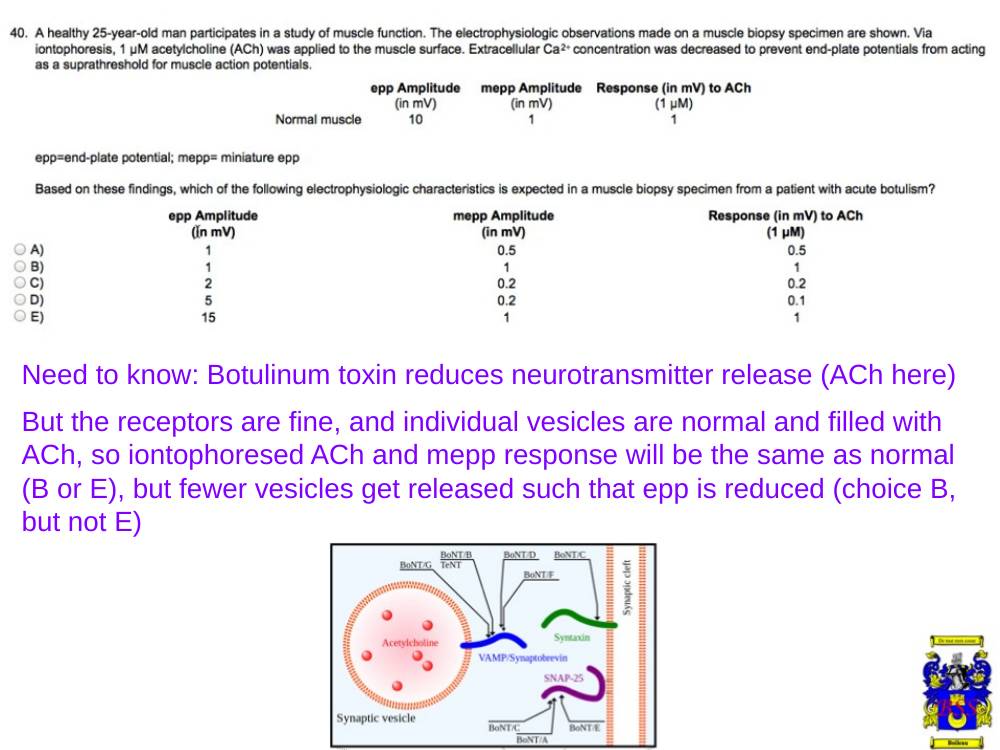 40. A healthy 25-year-old man participates in a study of muscle function. The electrophysiologic observations made on a muscle biopsy specimen are shown. Via
iontophoresis, 1 µM acetylcholine (ACh) was applied to the muscle surface. Extracellular Ca²⁺ concentration was decreased to prevent end-plate potentials from acting
as a suprathreshold for muscle action potentials.
epp Amplitude mepp Amplitude Response (in mV) to ACh
(in mV) (in mV) (1 µM)
Normal muscle 10 1 1
epp=end-plate potential; mepp= miniature epp
Based on these findings, which of the following electrophysiologic characteristics is expected in a muscle biopsy specimen from a patient with acute botulism?
epp Amplitude mepp Amplitude Response (in mV) to ACh
(in mV) (in mV) (1 µM)
A) 1 0.5 0.5
B) 1 1 1
C) 2 0.2 0.2
D) 5 0.2 0.1
E) 15 1 1
Need to know: Botulinum toxin reduces neurotransmitter release (ACh here)
But the receptors are fine, and individual vesicles are normal and filled with
ACh, so iontophoresed ACh and mepp response will be the same as normal
(B or E), but fewer vesicles get released such that epp is reduced (choice B,
but not E)
BoNT/B BoNT/D BoNT/C
BoNT/G TeNT
BoNT/F
Synaptic cleft
Acetylcholine
Syntaxin
VAMP/Synaptobrevin
SNAP-25
Synaptic vesicle
BoNT/C BoNT/E
BoNT/A
Boileau